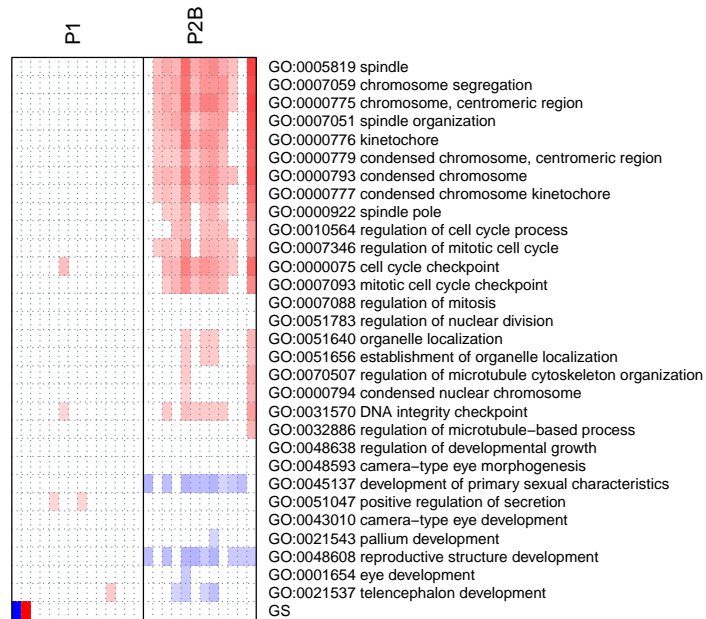 P1
P2B
GO:0005819 spindle
GO:0007059 chromosome segregation
GO:0000775 chromosome, centromeric region
GO:0007051 spindle organization
GO:0000776 kinetochore
GO:0000779 condensed chromosome, centromeric region
GO:0000793 condensed chromosome
GO:0000777 condensed chromosome kinetochore
GO:0000922 spindle pole
GO:0010564 regulation of cell cycle process
GO:0007346 regulation of mitotic cell cycle
GO:0000075 cell cycle checkpoint
GO:0007093 mitotic cell cycle checkpoint
GO:0007088 regulation of mitosis
GO:0051783 regulation of nuclear division
GO:0051640 organelle localization
GO:0051656 establishment of organelle localization
GO:0070507 regulation of microtubule cytoskeleton organization
GO:0000794 condensed nuclear chromosome
GO:0031570 DNA integrity checkpoint
GO:0032886 regulation of microtubule−based process
GO:0048638 regulation of developmental growth
GO:0048593 camera−type eye morphogenesis
GO:0045137 development of primary sexual characteristics
GO:0051047 positive regulation of secretion
GO:0043010 camera−type eye development
GO:0021543 pallium development
GO:0048608 reproductive structure development
GO:0001654 eye development
GO:0021537 telencephalon development
GS